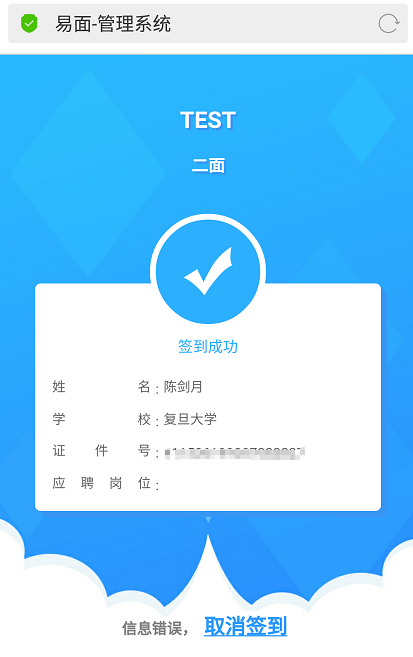 易面-管理系统
TEST
二面
签到成功
姓名：陈剑月
学校：复旦大学
证件号：
应聘岗位：
信息错误，取消签到